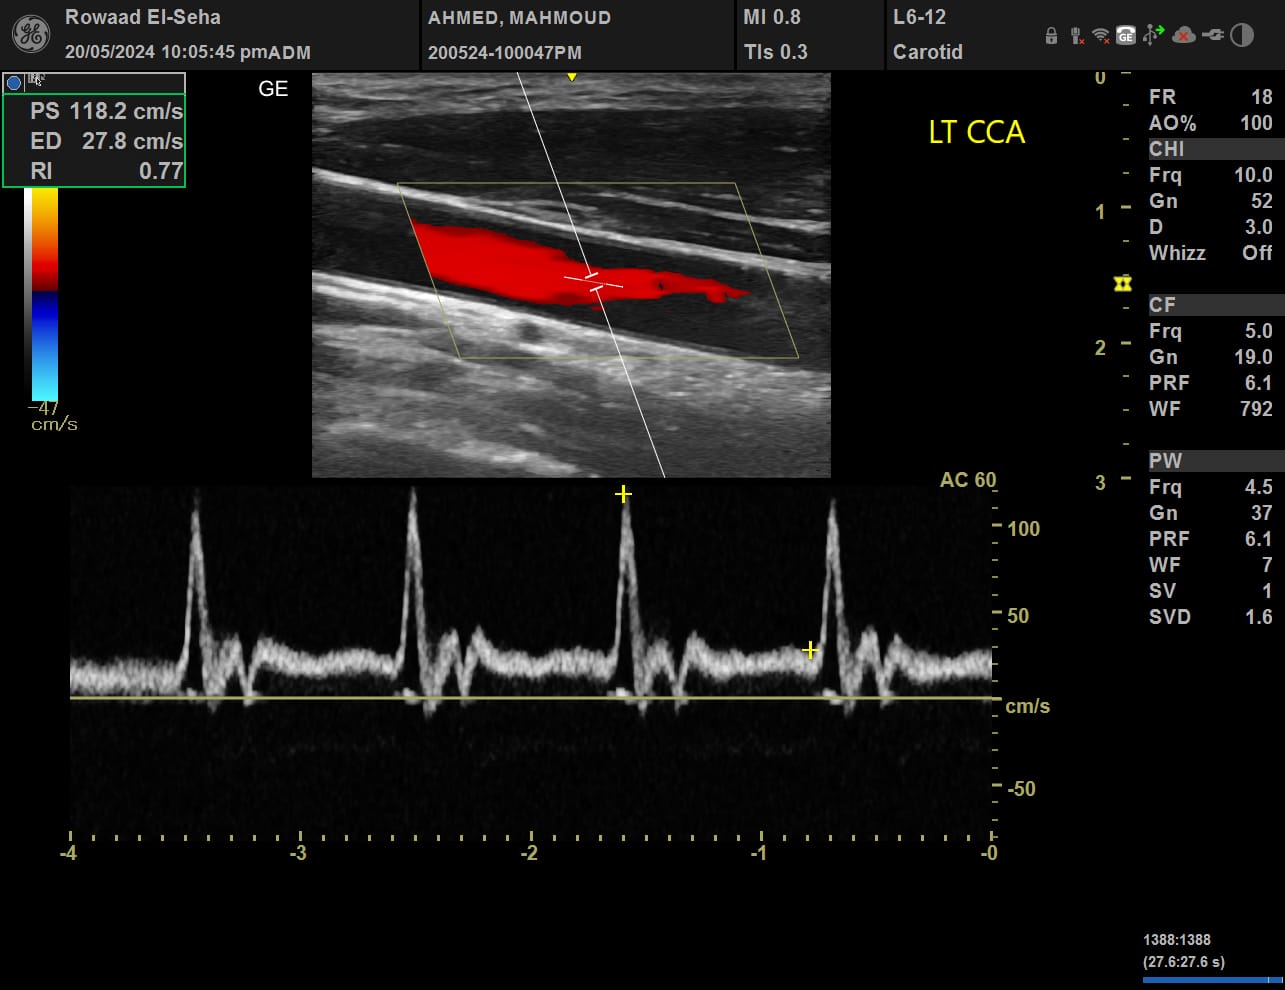 Rowaad El-Seha
20/05/2024 10:05:45 pmADM
AHMED, MAHMOUD
200524-100047PM
MI 0.8
TIs 0.3
L6-12
Carotid
GE
PS 118.2 cm/s
ED 27.8 cm/s
RI 0.77
-47
cm/s
GE
LT CCA
0
1
2
3
FR 18
AO% 100
CHI
Frq 10.0
Gn 52
D 3.0
Whizz Off
CF
Frq 5.0
Gn 19.0
PRF 6.1
WF 792
PW
Frq 4.5
Gn 37
PRF 6.1
WF 7
SV 1
SVD 1.6
AC 60
100
50
cm/s
-50
-4 -3 -2 -1 -0
1388:1388
(27.6:27.6 s)